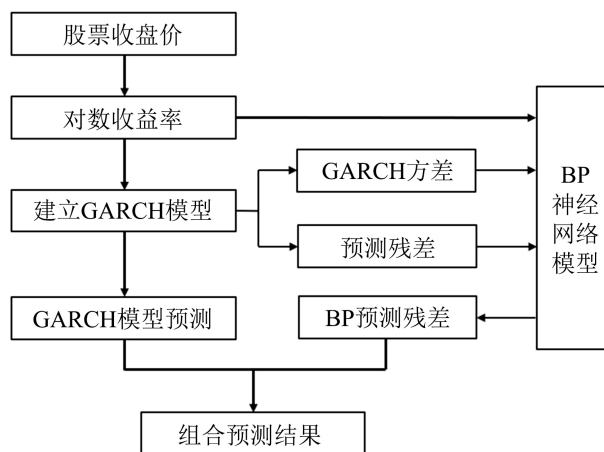 股票收盘价
对数收益率
建立GARCH模型
GARCH方差
预测残差
BP
神经
网络
模型
GARCH模型预测
BP预测残差
组合预测结果